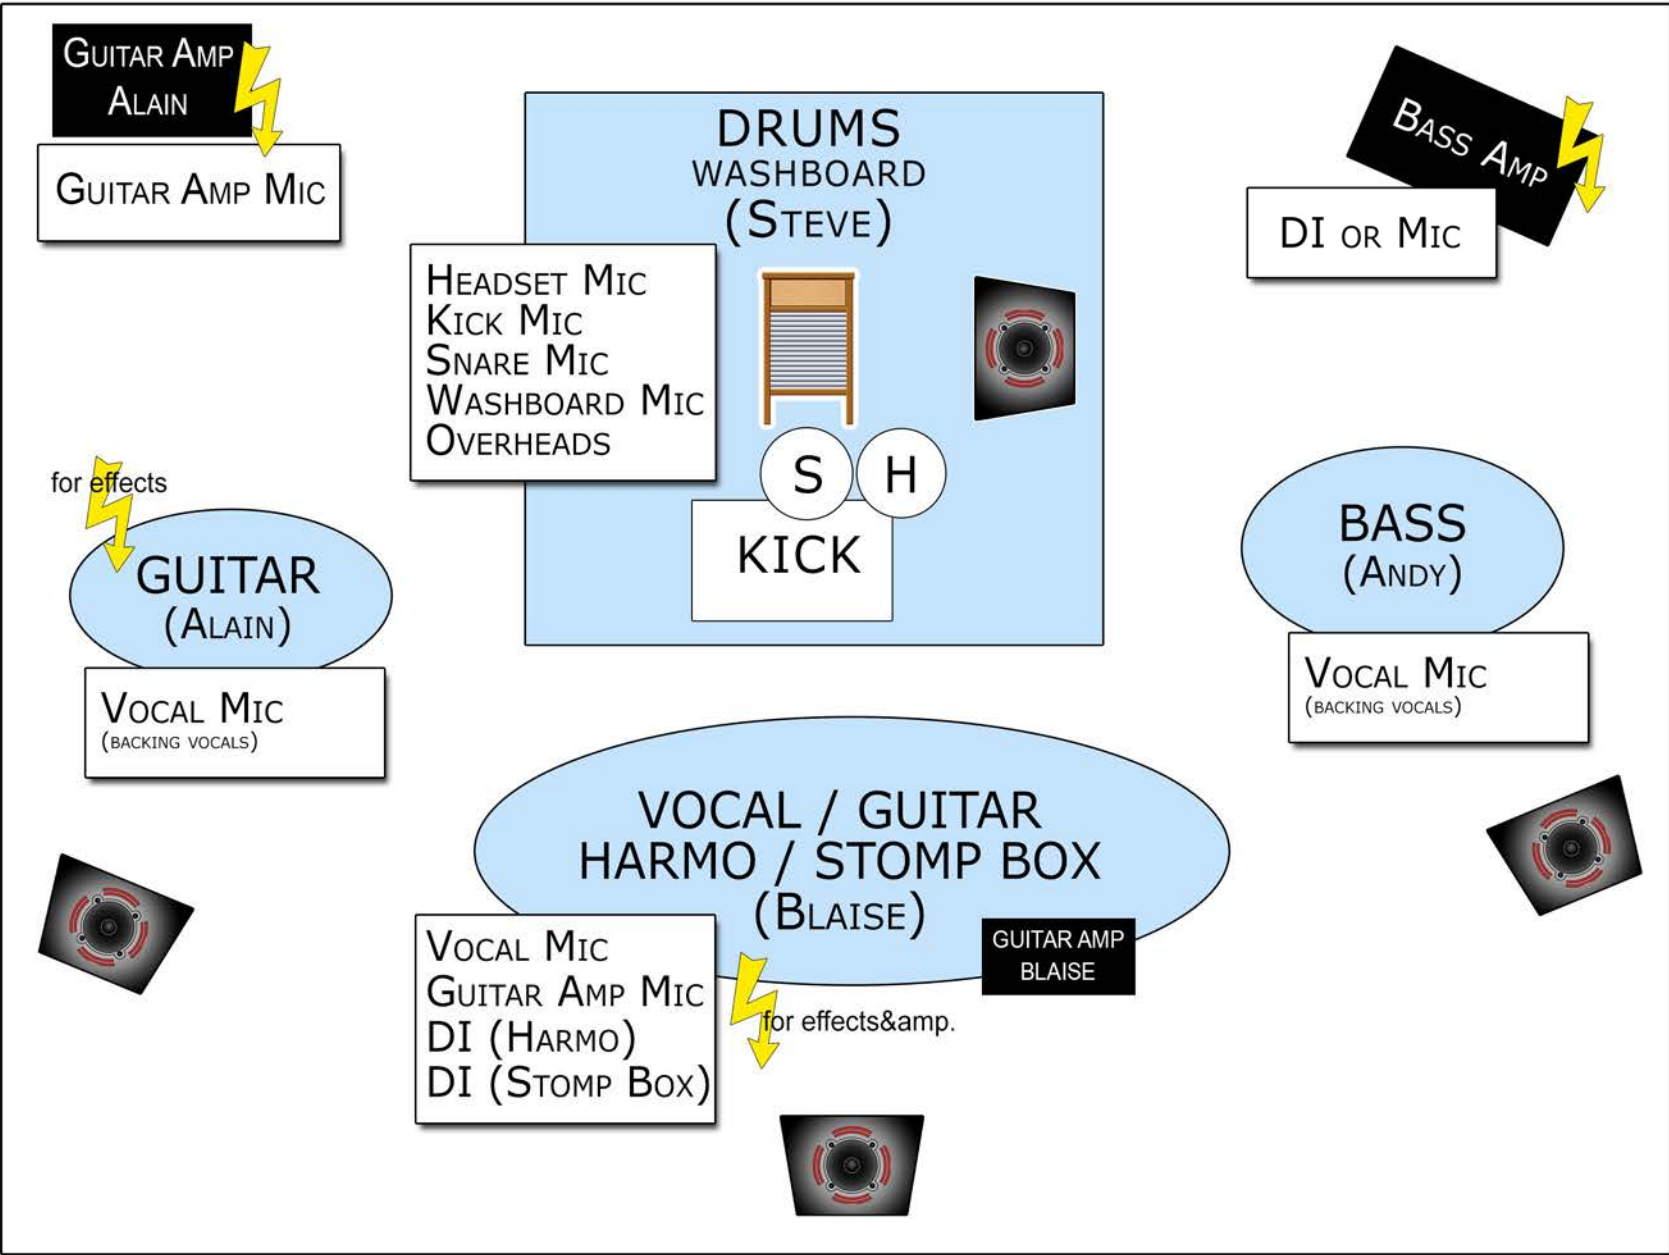 Guitar Amp
Alain
Guitar Amp Mic
DRUMS
WASHBOARD
(Steve)
Headset Mic
Kick Mic
Snare Mic
Washboard Mic
Overheads
S
H
KICK
Bass Amp
DI or Mic
for effects
GUITAR
(Alain)
Vocal Mic
(backing vocals)
BASS
(Andy)
Vocal Mic
(backing vocals)
VOCAL / GUITAR
HARMO / STOMP BOX
(Blaise)
Vocal Mic
Guitar Amp Mic
DI (Harmo)
DI (Stomp Box)
GUITAR AMP
BLAISE
for effects&amp.